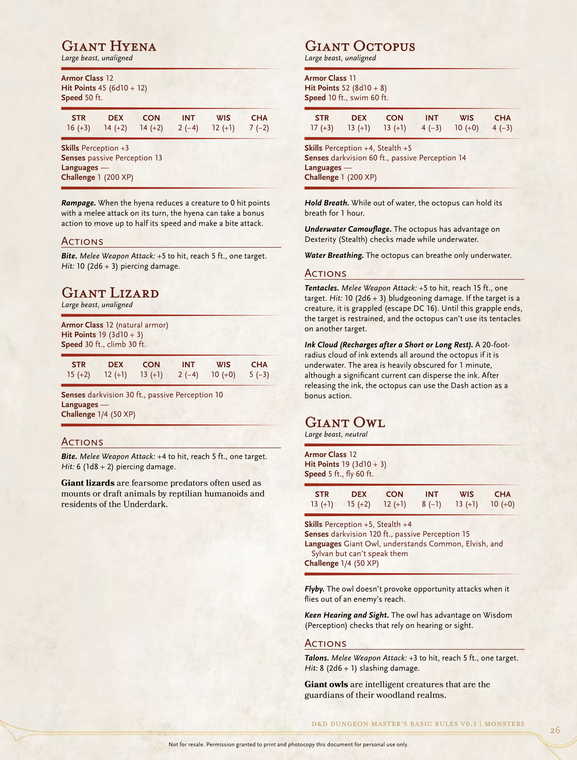 Giant Hyena
Large beast, unaligned
Armor Class 12
Hit Points 45 (6d10 + 12)
Speed 50 ft.
STR DEX CON INT WIS CHA
16 (+3) 14 (+2) 14 (+2) 2 (−4) 12 (+1) 7 (−2)
Skills Perception +3
Senses passive Perception 13
Languages —
Challenge 1 (200 XP)
Rampage. When the hyena reduces a creature to 0 hit points
with a melee attack on its turn, the hyena can take a bonus
action to move up to half its speed and make a bite attack.
Actions
Bite. Melee Weapon Attack: +5 to hit, reach 5 ft., one target.
Hit: 10 (2d6 + 3) piercing damage.
Giant Lizard
Large beast, unaligned
Armor Class 12 (natural armor)
Hit Points 19 (3d10 + 3)
Speed 30 ft., climb 30 ft.
STR DEX CON INT WIS CHA
15 (+2) 12 (+1) 13 (+1) 2 (−4) 10 (+0) 5 (−3)
Senses darkvision 30 ft., passive Perception 10
Languages —
Challenge 1/4 (50 XP)
Actions
Bite. Melee Weapon Attack: +4 to hit, reach 5 ft., one target.
Hit: 6 (1d8 + 2) piercing damage.
Giant lizards are fearsome predators often used as
mounts or draft animals by reptilian humanoids and
residents of the Underdark.
Giant Octopus
Large beast, unaligned
Armor Class 11
Hit Points 52 (8d10 + 8)
Speed 10 ft., swim 60 ft.
STR DEX CON INT WIS CHA
17 (+3) 13 (+1) 13 (+1) 4 (−3) 10 (+0) 4 (−3)
Skills Perception +4, Stealth +5
Senses darkvision 60 ft., passive Perception 14
Languages —
Challenge 1 (200 XP)
Hold Breath. While out of water, the octopus can hold its
breath for 1 hour.
Underwater Camouflage. The octopus has advantage on
Dexterity (Stealth) checks made while underwater.
Water Breathing. The octopus can breathe only underwater.
Actions
Tentacles. Melee Weapon Attack: +5 to hit, reach 15 ft., one
target. Hit: 10 (2d6 + 3) bludgeoning damage. If the target is a
creature, it is grappled (escape DC 16). Until this grapple ends,
the target is restrained, and the octopus can't use its tentacles
on another target.
Ink Cloud (Recharges after a Short or Long Rest). A 20-foot-
radius cloud of ink extends all around the octopus if it is
underwater. The area is heavily obscured for 1 minute,
although a significant current can disperse the ink. After
releasing the ink, the octopus can use the Dash action as a
bonus action.
Giant Owl
Large beast, neutral
Armor Class 12
Hit Points 19 (3d10 + 3)
Speed 5 ft., fly 60 ft.
STR DEX CON INT WIS CHA
13 (+1) 15 (+2) 12 (+1) 8 (−1) 13 (+1) 10 (+0)
Skills Perception +5, Stealth +4
Senses darkvision 120 ft., passive Perception 15
Languages Giant Owl, understands Common, Elvish, and
Sylvan but can't speak them
Challenge 1/4 (50 XP)
Flyby. The owl doesn't provoke opportunity attacks when it
flies out of an enemy's reach.
Keen Hearing and Sight. The owl has advantage on Wisdom
(Perception) checks that rely on hearing or sight.
Actions
Talons. Melee Weapon Attack: +3 to hit, reach 5 ft., one target.
Hit: 8 (2d6 + 1) slashing damage.
Giant owls are intelligent creatures that are the
guardians of their woodland realms.
D&D Dungeon Master's Basic Rules v0.3 | Monsters
26
Not for resale. Permission granted to print and photocopy this document for personal use only.